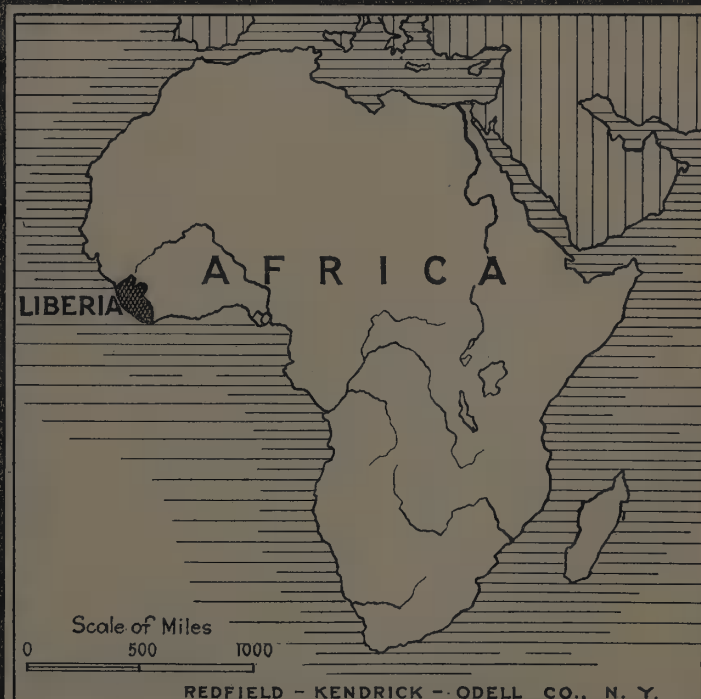 AFRICA
LIBERIA
Scale of Miles
0 500 1000
REDFIELD - KENDRICK - ODELL CO., N. Y.